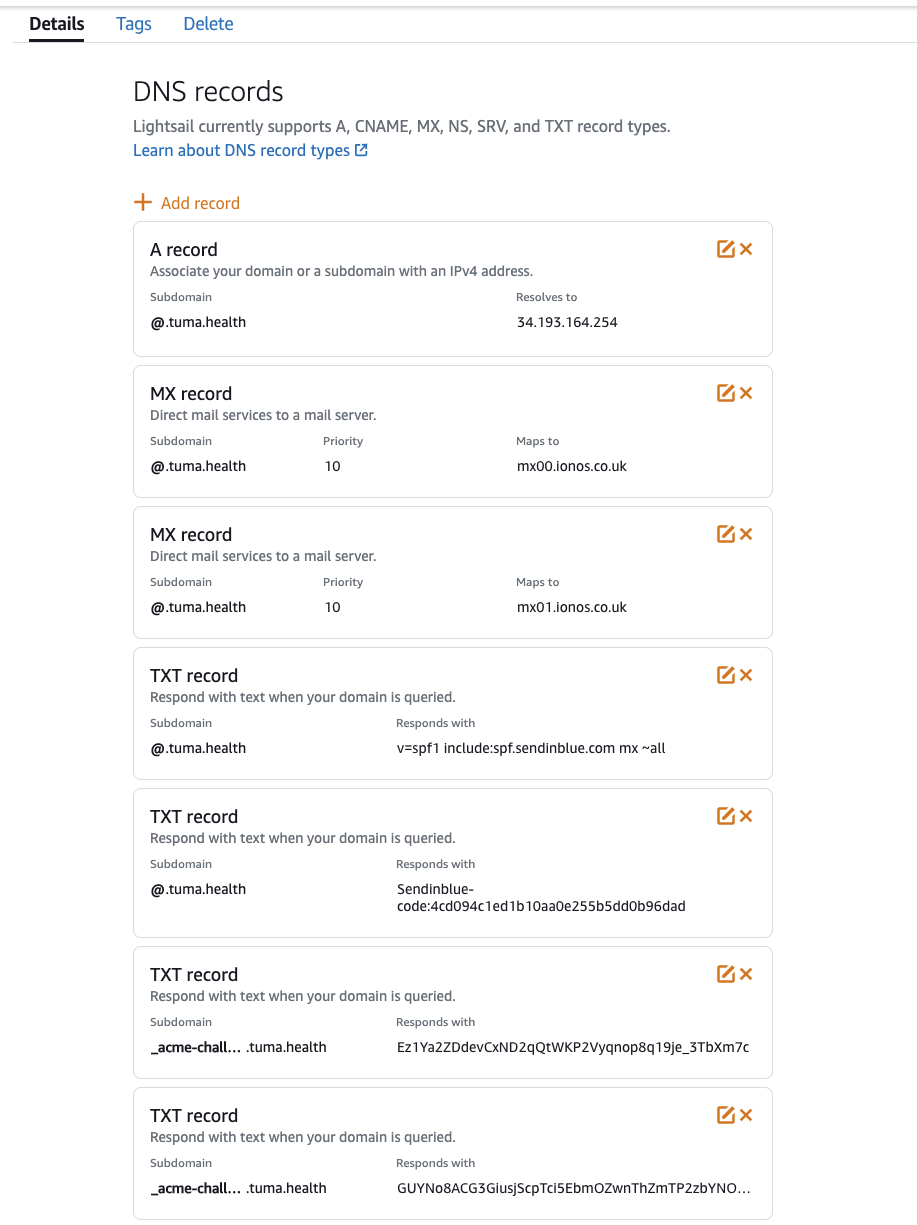 Details Tags Delete
DNS records
Lightsail currently supports A, CNAME, MX, NS, SRV, and TXT record types.
Learn about DNS record types
+ Add record
A record
Associate your domain or a subdomain with an IPv4 address.
Subdomain Resolves to
@.tuma.health 34.193.164.254
MX record
Direct mail services to a mail server.
Subdomain Priority Maps to
@.tuma.health 10 mx00.ionos.co.uk
MX record
Direct mail services to a mail server.
Subdomain Priority Maps to
@.tuma.health 10 mx01.ionos.co.uk
TXT record
Respond with text when your domain is queried.
Subdomain Responds with
@.tuma.health v=spf1 include:spf.sendinblue.com mx ~all
TXT record
Respond with text when your domain is queried.
Subdomain Responds with
@.tuma.health Sendinblue-
code:4cd094c1ed1b10aa0e255b5dd0b96dad
TXT record
Respond with text when your domain is queried.
Subdomain Responds with
_acme-chall... .tuma.health Ez1Ya2ZDdevCxND2qQtWKP2Vyqnop8q19je_3TbXm7c
TXT record
Respond with text when your domain is queried.
Subdomain Responds with
_acme-chall... .tuma.health GUYNo8ACG3GiusjScpTci5EbmOZwnThZmTP2zbYNO...